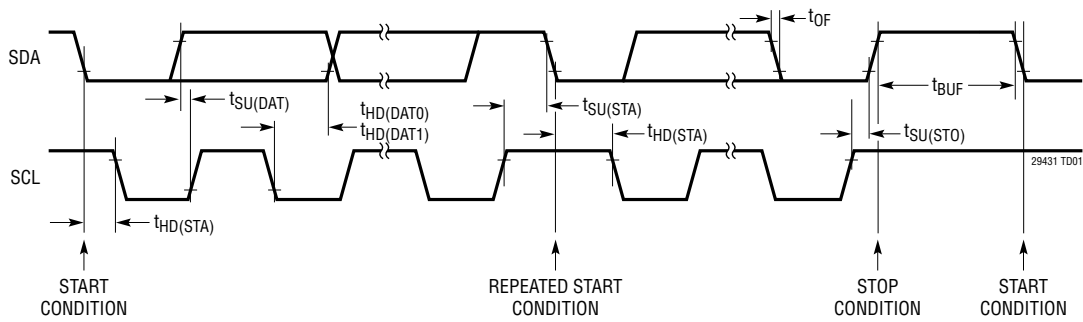 SDA
tOF
tSU(DAT)
tHD(DAT0)
tHD(DAT1)
tSU(STA)
tHD(STA)
tBUF
tSU(STO)
SCL
29431 TD01
tHD(STA)
START
CONDITION
REPEATED START
CONDITION
STOP
CONDITION
START
CONDITION